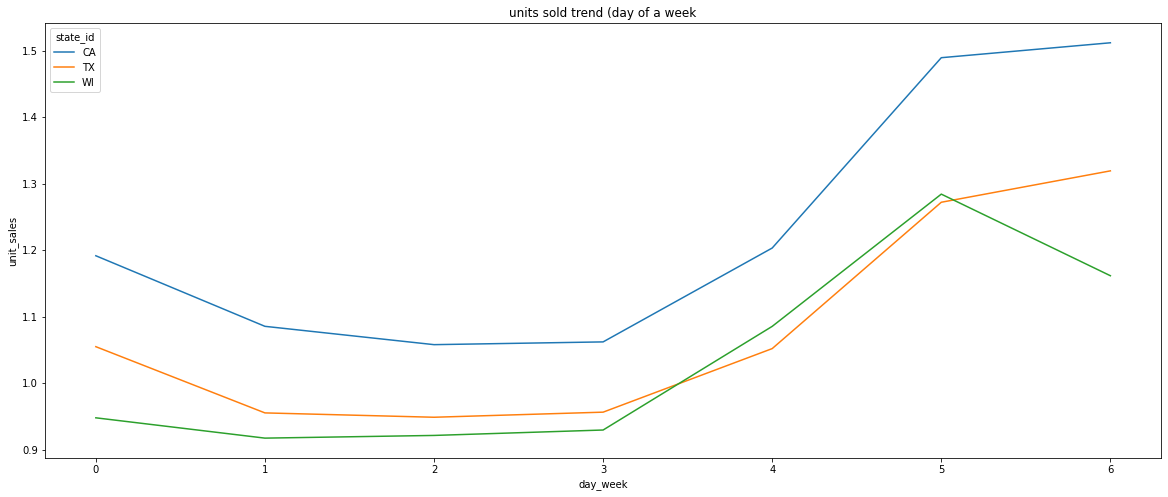 units sold trend (day of a week
state_id
CA
TX
WI
unit_sales
1.5
1.4
1.3
1.2
1.1
1.0
0.9
0 1 2 3 4 5 6
day_week